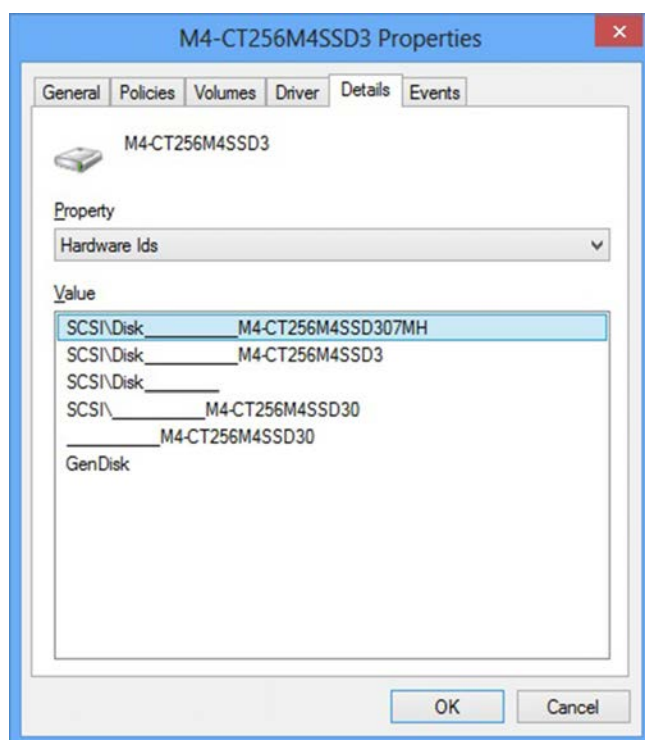 M4-CT256M4SSD3 Properties
General Policies Volumes Driver Details Events
M4-CT256M4SSD3
Property
Hardware Ids
Value
SCSI\Disk__________M4-CT256M4SSD307MH
SCSI\Disk__________M4-CT256M4SSD3
SCSI\Disk________
SCSI\__________M4-CT256M4SSD30
__________M4-CT256M4SSD30
GenDisk
OK Cancel